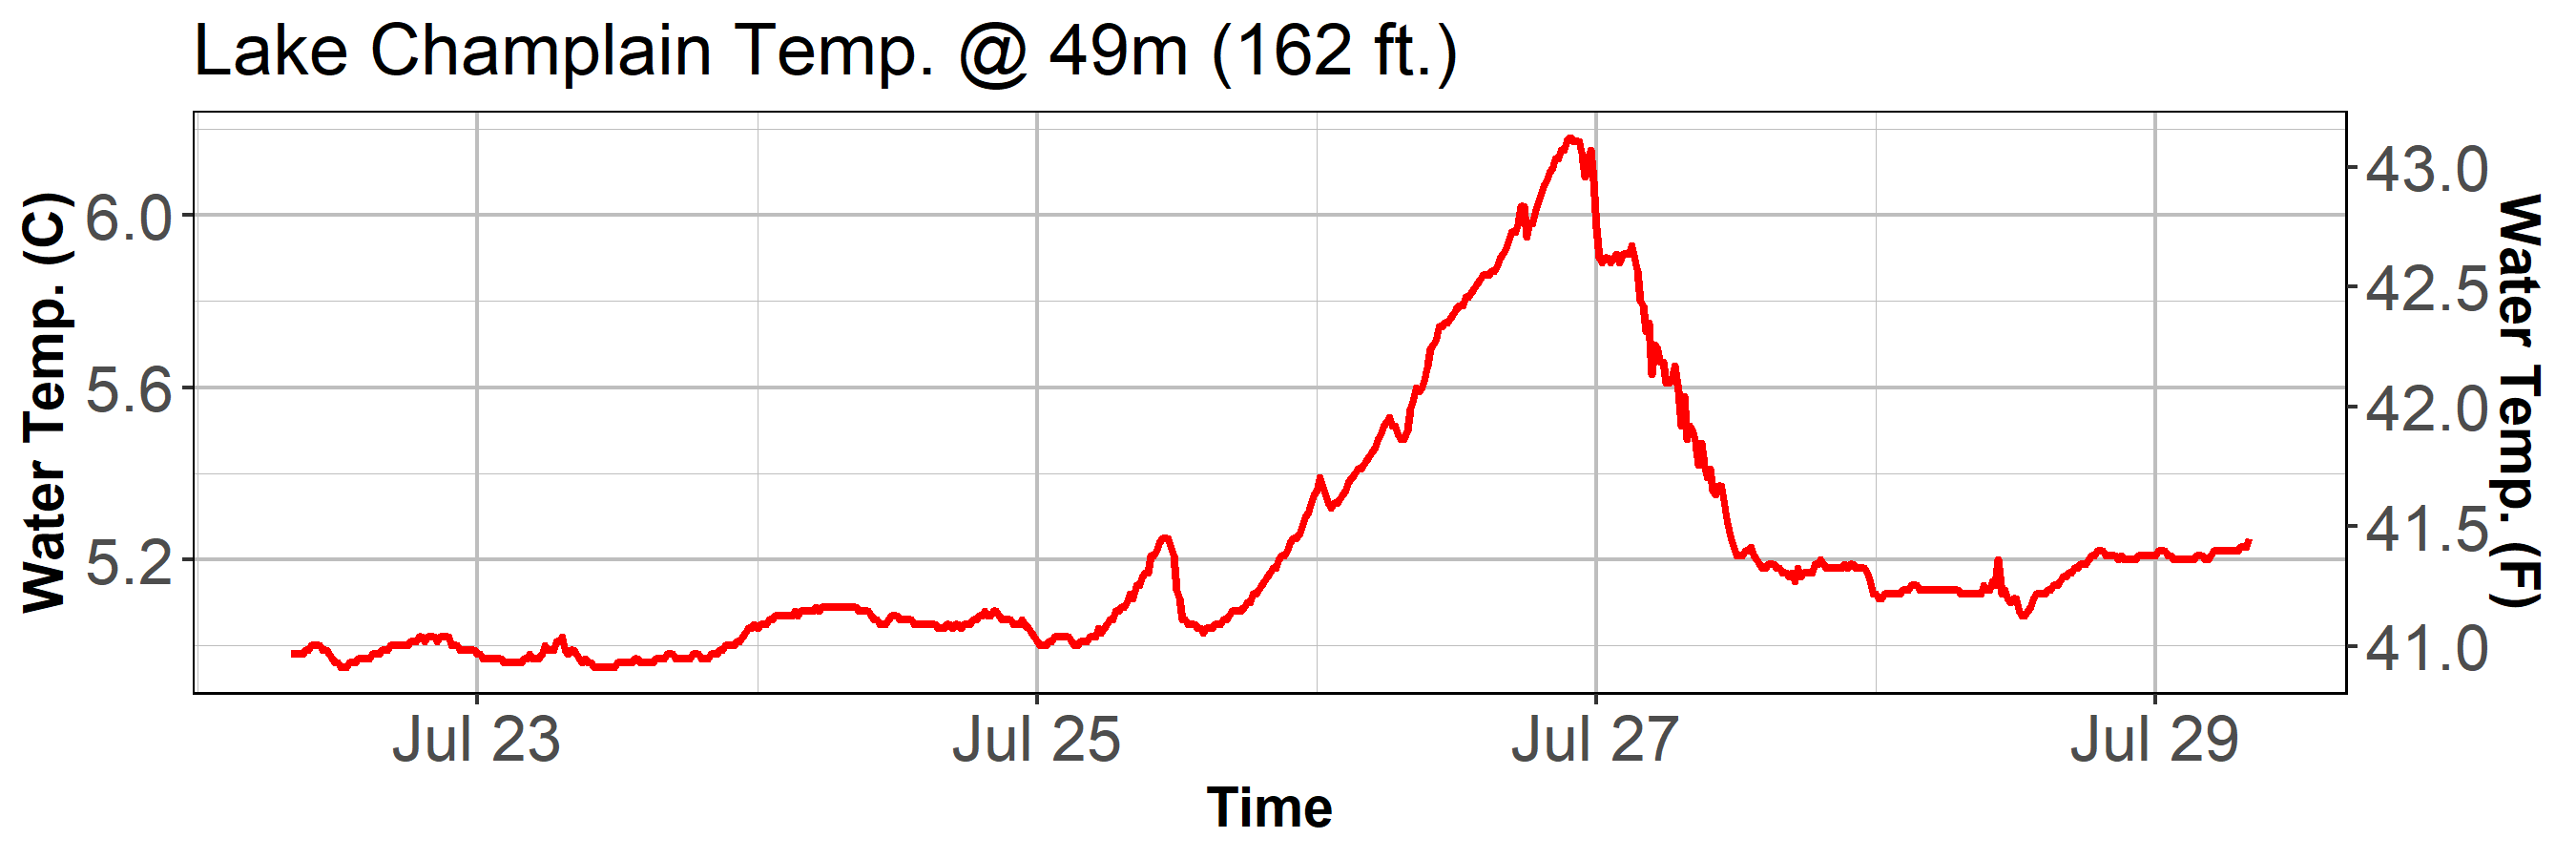 Lake Champlain Temp. @ 49m (162 ft.)
Water Temp. (C)
6.0
5.6
5.2
43.0
42.5
42.0
41.5
41.0
Water Temp. (F)
Jul 23 Jul 25 Jul 27 Jul 29
Time